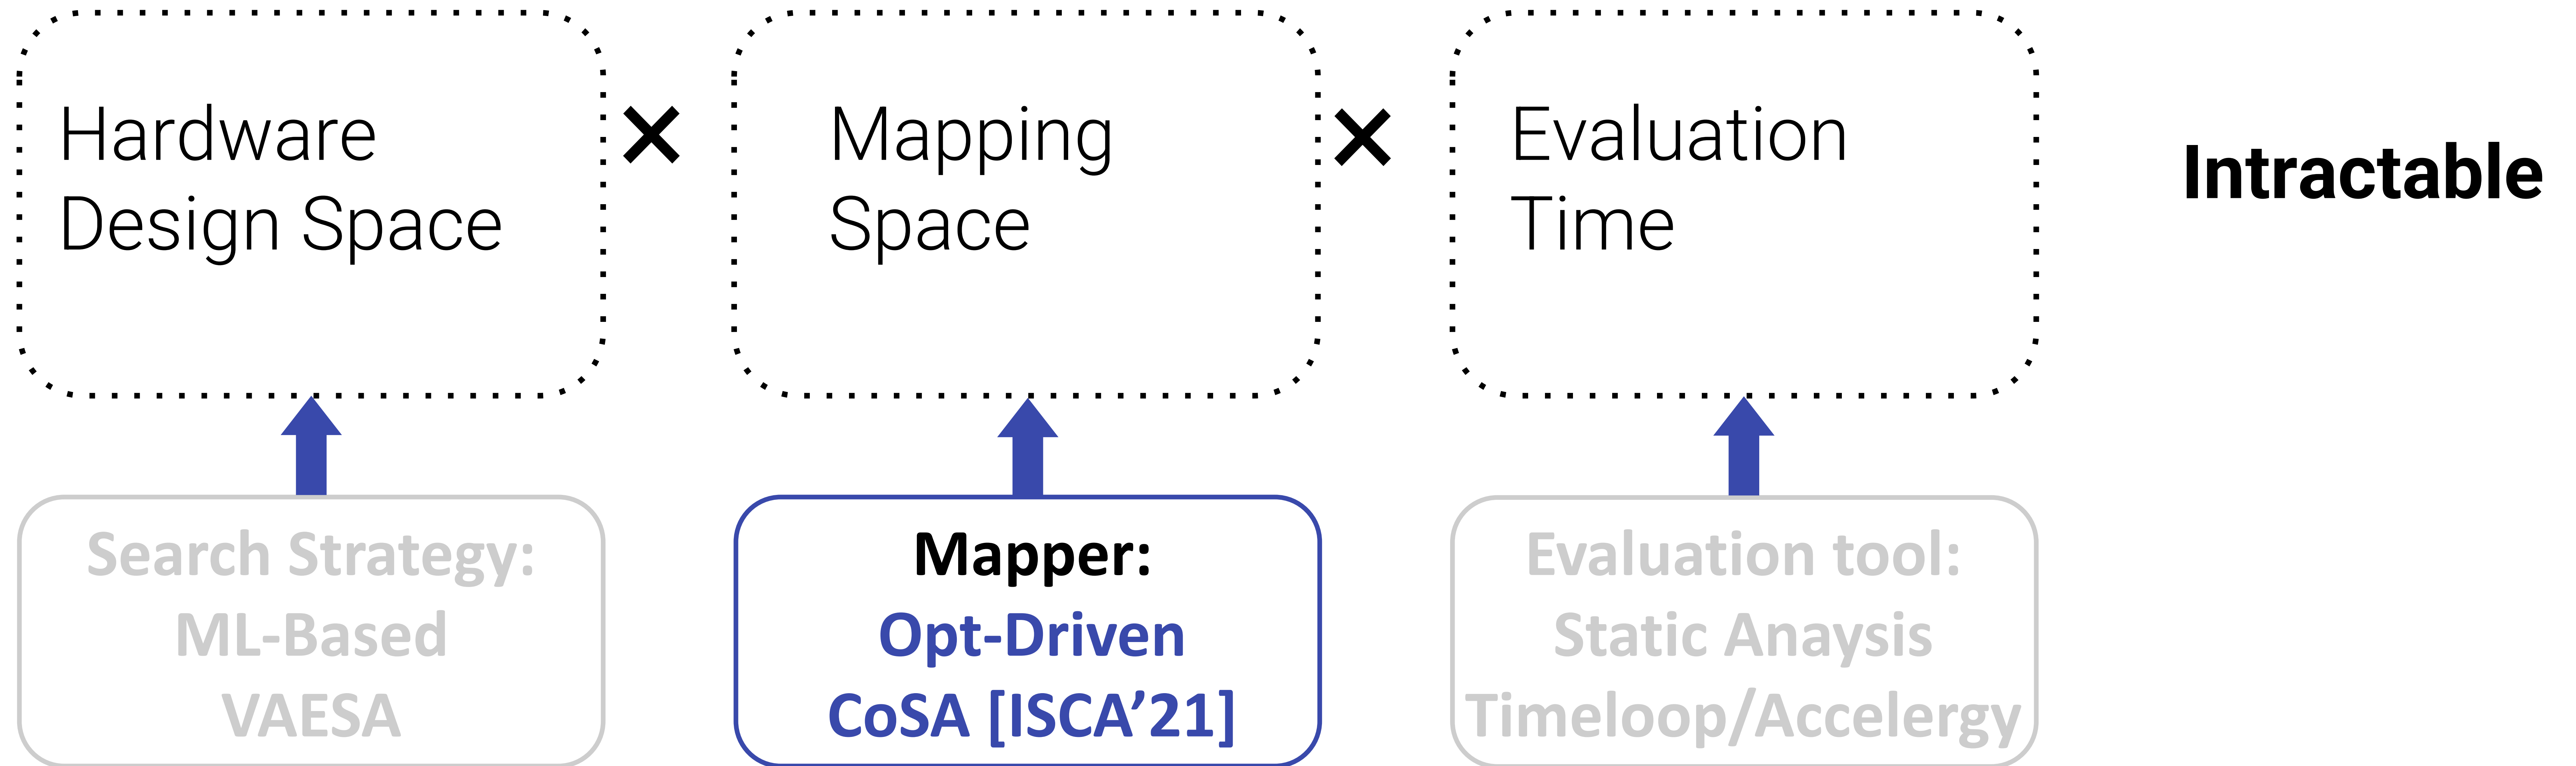 Hardware
Design Space
×
Mapping
Space
×
Evaluation
Time
Intractable
Search Strategy:
ML-Based
VAESA
Mapper:
Opt-Driven
CoSA [ISCA’21]
Evaluation tool:
Static Anaysis
Timeloop/Accelergy